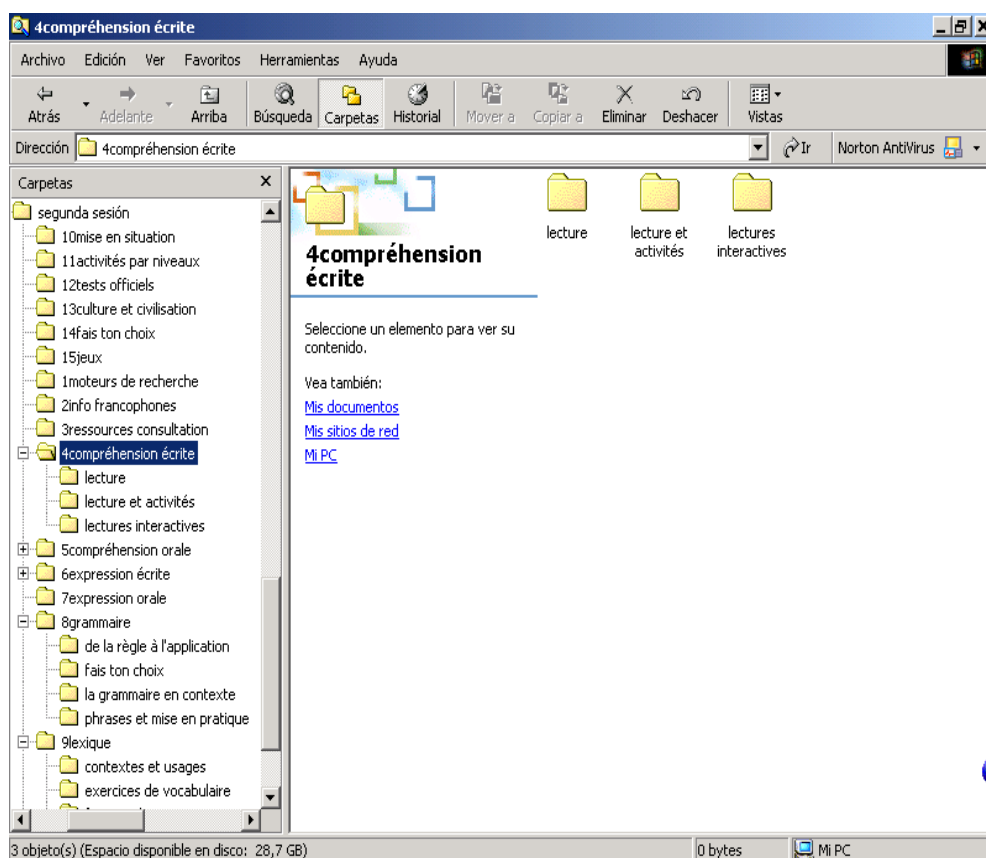 4compréhension écrite
Archivo Edición Ver Favoritos Herramientas Ayuda
Atrás Adelante Arriba Búsqueda Carpetas Historial Mover a Copiar a Eliminar Deshacer Vistas
Dirección 4compréhension écrite Ir Norton AntiVirus
Carpetas X
segunda sesión
10mise en situation
11activités par niveaux
12tests officiels
13culture et civilisation
14fais ton choix
15jeux
1moteurs de recherche
2info francophones
3ressources consultation
4compréhension écrite
lecture
lecture et activités
lectures interactives
5compréhension orale
6expression écrite
7expression orale
8grammaire
de la règle à l'application
fais ton choix
la grammaire en contexte
phrases et mise en pratique
9lexique
contextes et usages
exercices de vocabulaire
4compréhension
écrite
Seleccione un elemento para ver su
contenido.
Vea también:
Mis documentos
Mis sitios de red
Mi PC
lecture
lecture et
activités
lectures
interactives
3 objeto(s) (Espacio disponible en disco: 28,7 GB) 0 bytes Mi PC